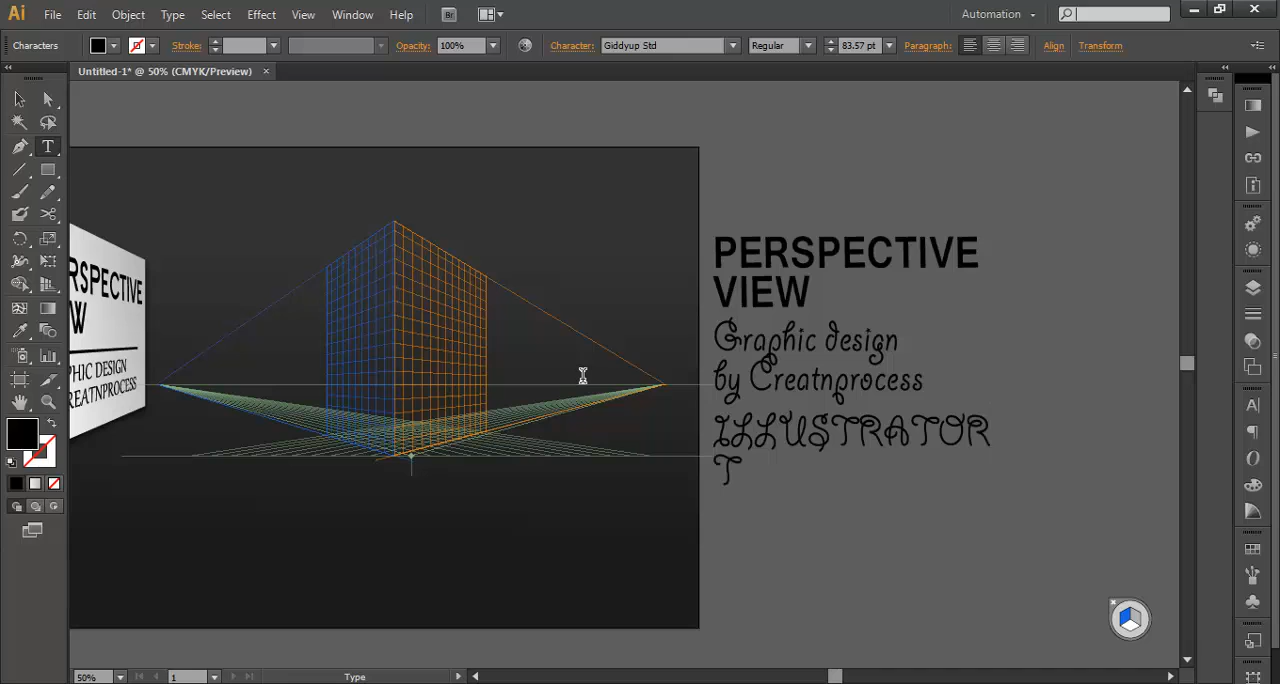 Ai File Edit Object Type Select Effect View Window Help Br Automation
Characters Stroke: Opacity: 100% Character: Giddyup Std Regular 83.57 pt Paragraph: Align Transform
Untitled-1* @ 50% (CMYK/Preview) ×
RSPECTIVE
W
PHIC DESIGN
REATNPROCESS
PERSPECTIVE
VIEW
Graphic design
by Creatnprocess
ILLUSTRATOR
T
50% 1 Type